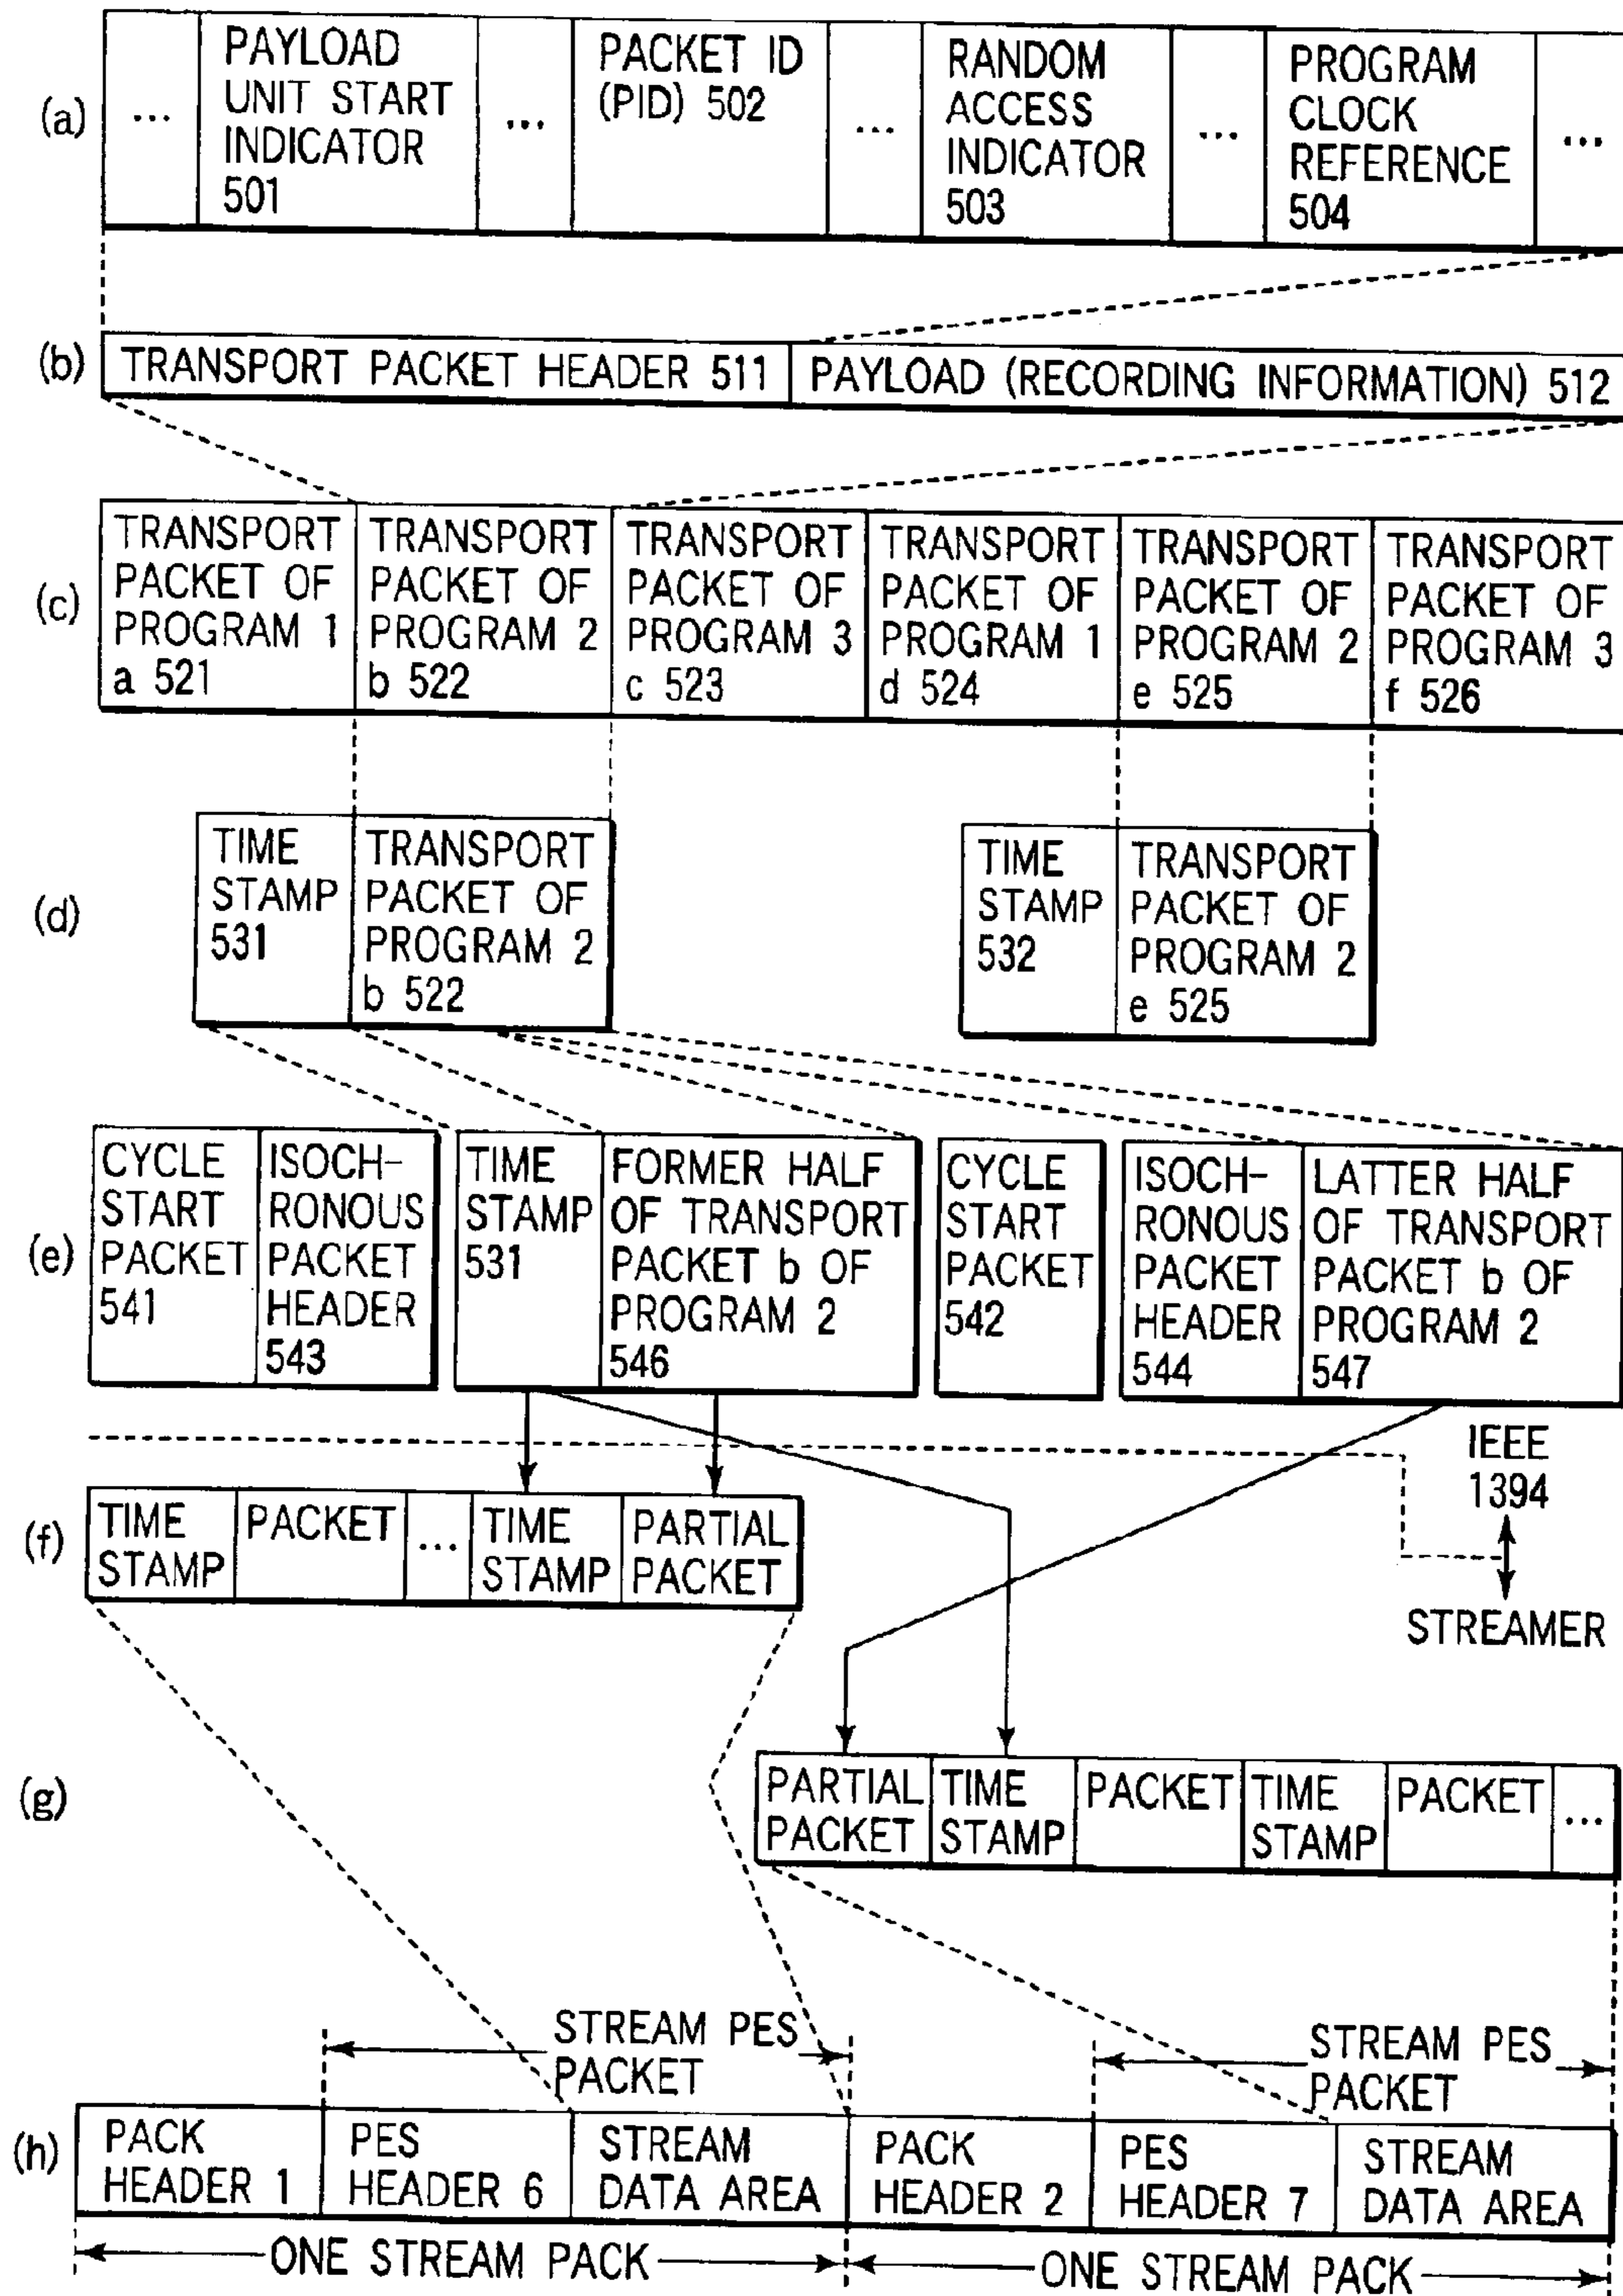 (a)
...
PAYLOAD
UNIT START
INDICATOR
501
...
PACKET ID
(PID) 502
...
RANDOM
ACCESS
INDICATOR
503
...
PROGRAM
CLOCK
REFERENCE
504
...
(b)
TRANSPORT PACKET HEADER 511
PAYLOAD (RECORDING INFORMATION) 512
(c)
TRANSPORT
PACKET OF
PROGRAM 1
a 521
TRANSPORT
PACKET OF
PROGRAM 2
b 522
TRANSPORT
PACKET OF
PROGRAM 3
c 523
TRANSPORT
PACKET OF
PROGRAM 1
d 524
TRANSPORT
PACKET OF
PROGRAM 2
e 525
TRANSPORT
PACKET OF
PROGRAM 3
f 526
(d)
TIME
STAMP
531
TRANSPORT
PACKET OF
PROGRAM 2
b 522
TIME
STAMP
532
TRANSPORT
PACKET OF
PROGRAM 2
e 525
(e)
CYCLE
START
PACKET
541
ISOCH-
RONOUS
PACKET
HEADER
543
TIME
STAMP
531
FORMER HALF
OF TRANSPORT
PACKET b OF
PROGRAM 2
546
CYCLE
START
PACKET
542
ISOCH-
RONOUS
PACKET
HEADER
544
LATTER HALF
OF TRANSPORT
PACKET b OF
PROGRAM 2
547
IEEE
1394
STREAMER
(f)
TIME
STAMP
PACKET
...
TIME
STAMP
PARTIAL
PACKET
(g)
PARTIAL
PACKET
TIME
STAMP
PACKET
TIME
STAMP
PACKET
...
STREAM PES
PACKET
STREAM PES
PACKET
(h)
PACK
HEADER 1
PES
HEADER 6
STREAM
DATA AREA
PACK
HEADER 2
PES
HEADER 7
STREAM
DATA AREA
ONE STREAM PACK
ONE STREAM PACK